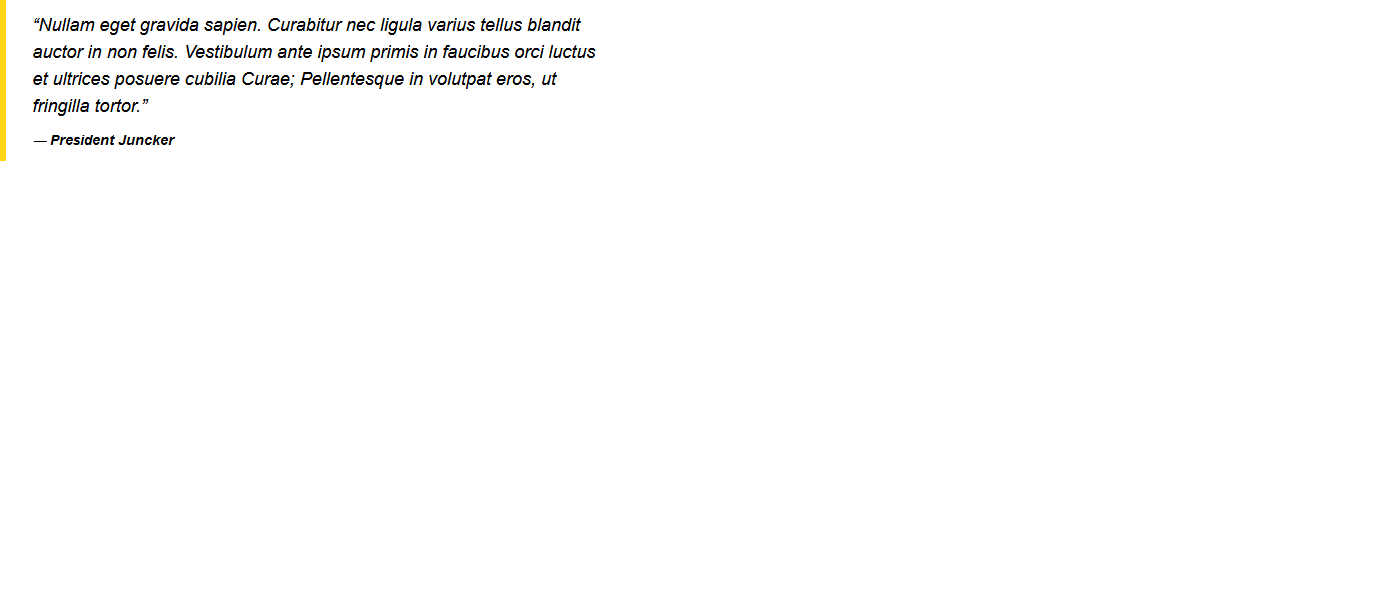 “Nullam eget gravida sapien. Curabitur nec ligula varius tellus blandit
auctor in non felis. Vestibulum ante ipsum primis in faucibus orci luctus
et ultrices posuere cubilia Curae; Pellentesque in volutpat eros, ut
fringilla tortor.”
— President Juncker